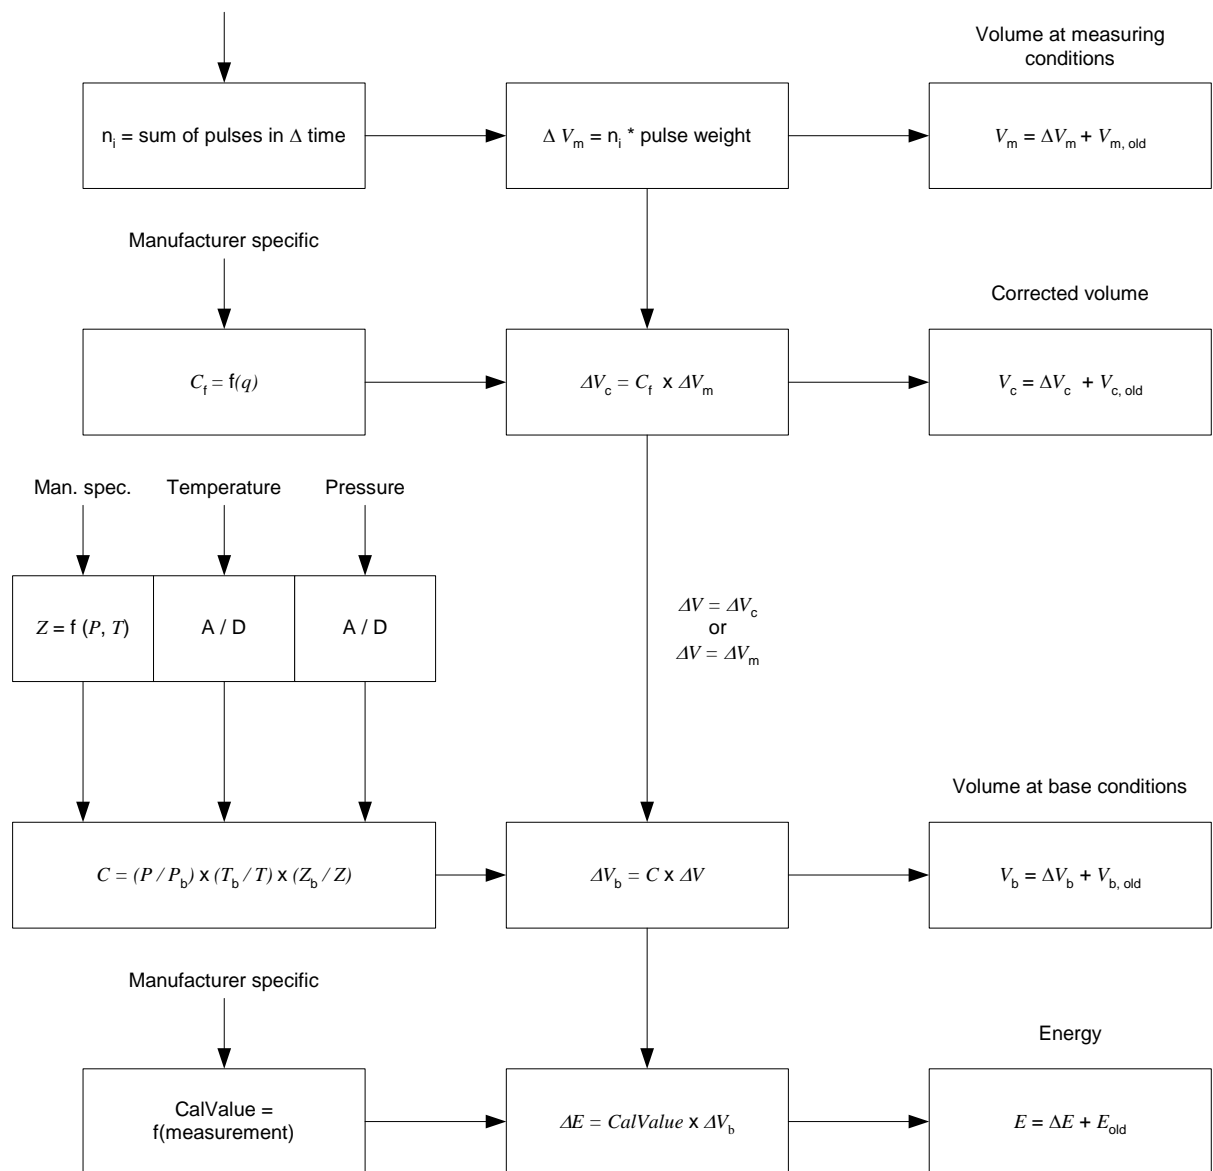 Volume at measuring
conditions
nᵢ = sum of pulses in Δ time
Δ Vₘ = nᵢ * pulse weight
Vₘ = ΔVₘ + Vₘ, ₒₗd
Manufacturer specific
Corrected volume
C_f = f(q)
ΔV_c = C_f x ΔVₘ
V_c = ΔV_c + V_c, old
Man. spec.
Temperature
Pressure
Z = f (P, T)
A / D
A / D
ΔV = ΔV_c
or
ΔV = ΔVₘ
Volume at base conditions
C = (P / P_b) x (T_b / T) x (Z_b / Z)
ΔV_b = C x ΔV
V_b = ΔV_b + V_b, old
Manufacturer specific
Energy
CalValue =
f(measurement)
ΔE = CalValue x ΔV_b
E = ΔE + E_old